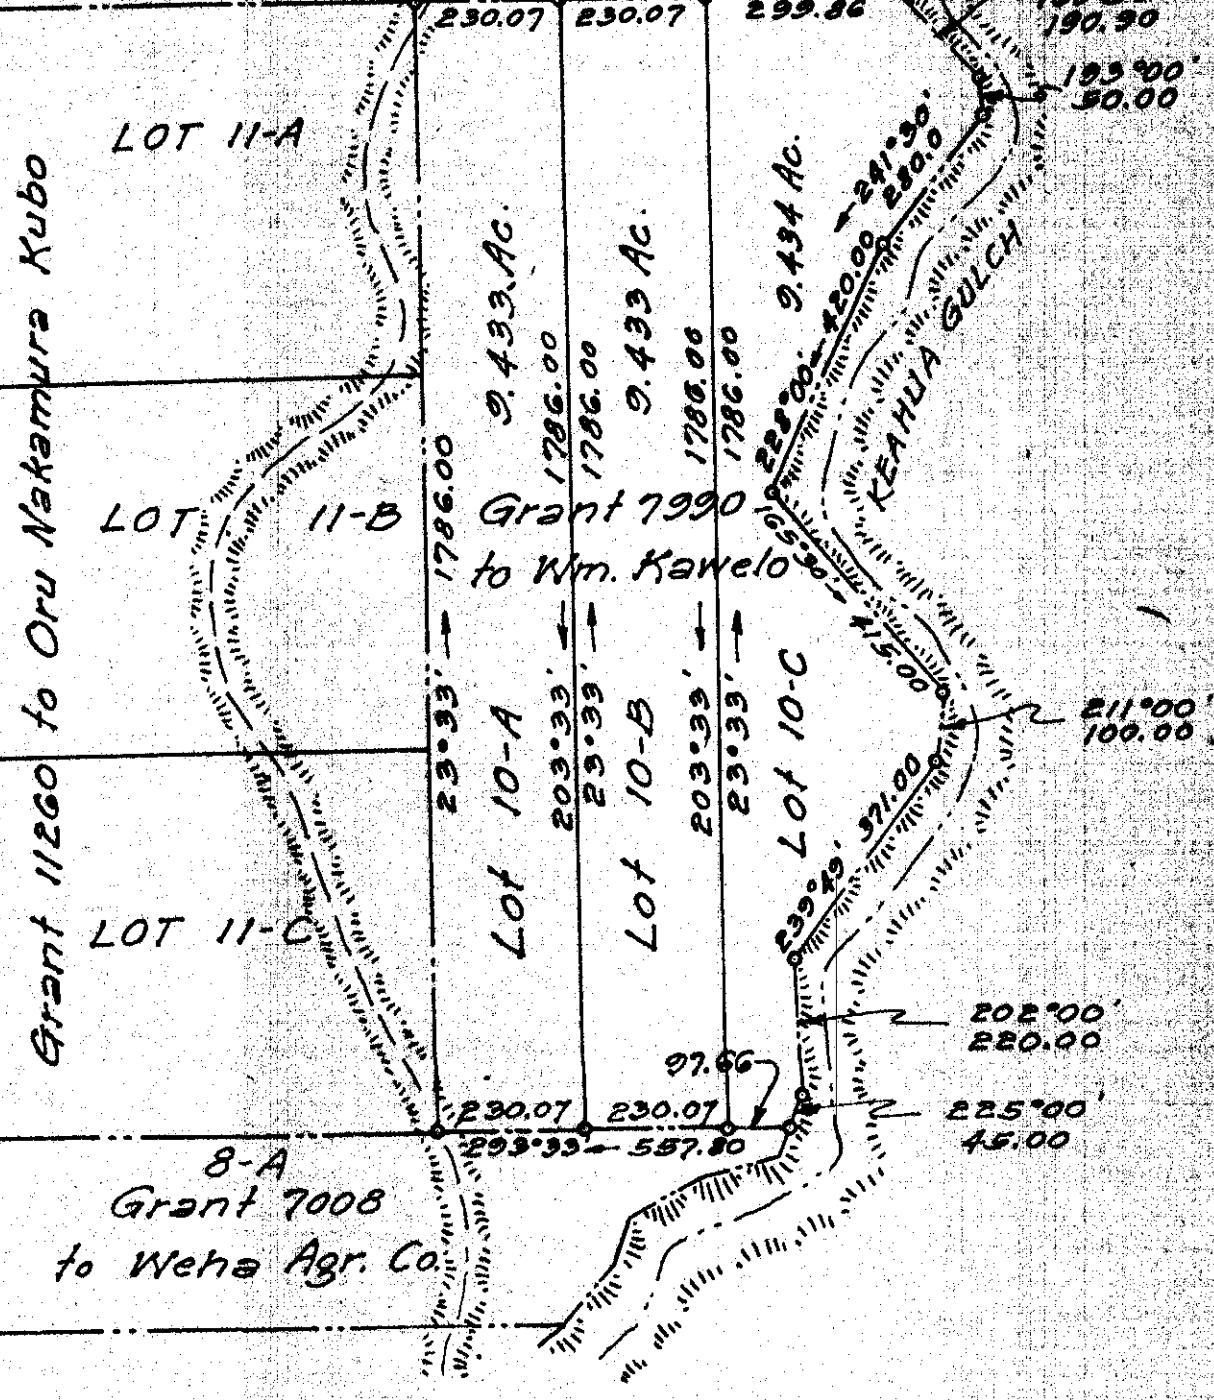 230.07
230.07
299.86
190.90
193°00'
50.00
LOT 11-A
241°30'
280.0
9.433 Ac.
9.433 Ac.
9.434 Ac.
228°00'
420.00
KEAHUA GULCH
Grant 11260 to Oru Nakamura Kubo
1786.00
1786.00
1786.00
1786.00
1786.00
LOT 11-B
Grant 7990
to Wm. Kawelo
165°30'
415.00
211°00'
100.00
23°33'
203°33'
23°33'
203°33'
23°33'
Lot 10-A
Lot 10-B
Lot 10-C
371.00
LOT 11-C
202°00'
220.00
97.66
230.07
230.07
293°33'
557.80
225°00'
45.00
8-A
Grant 7008
to Weha Agr. Co.